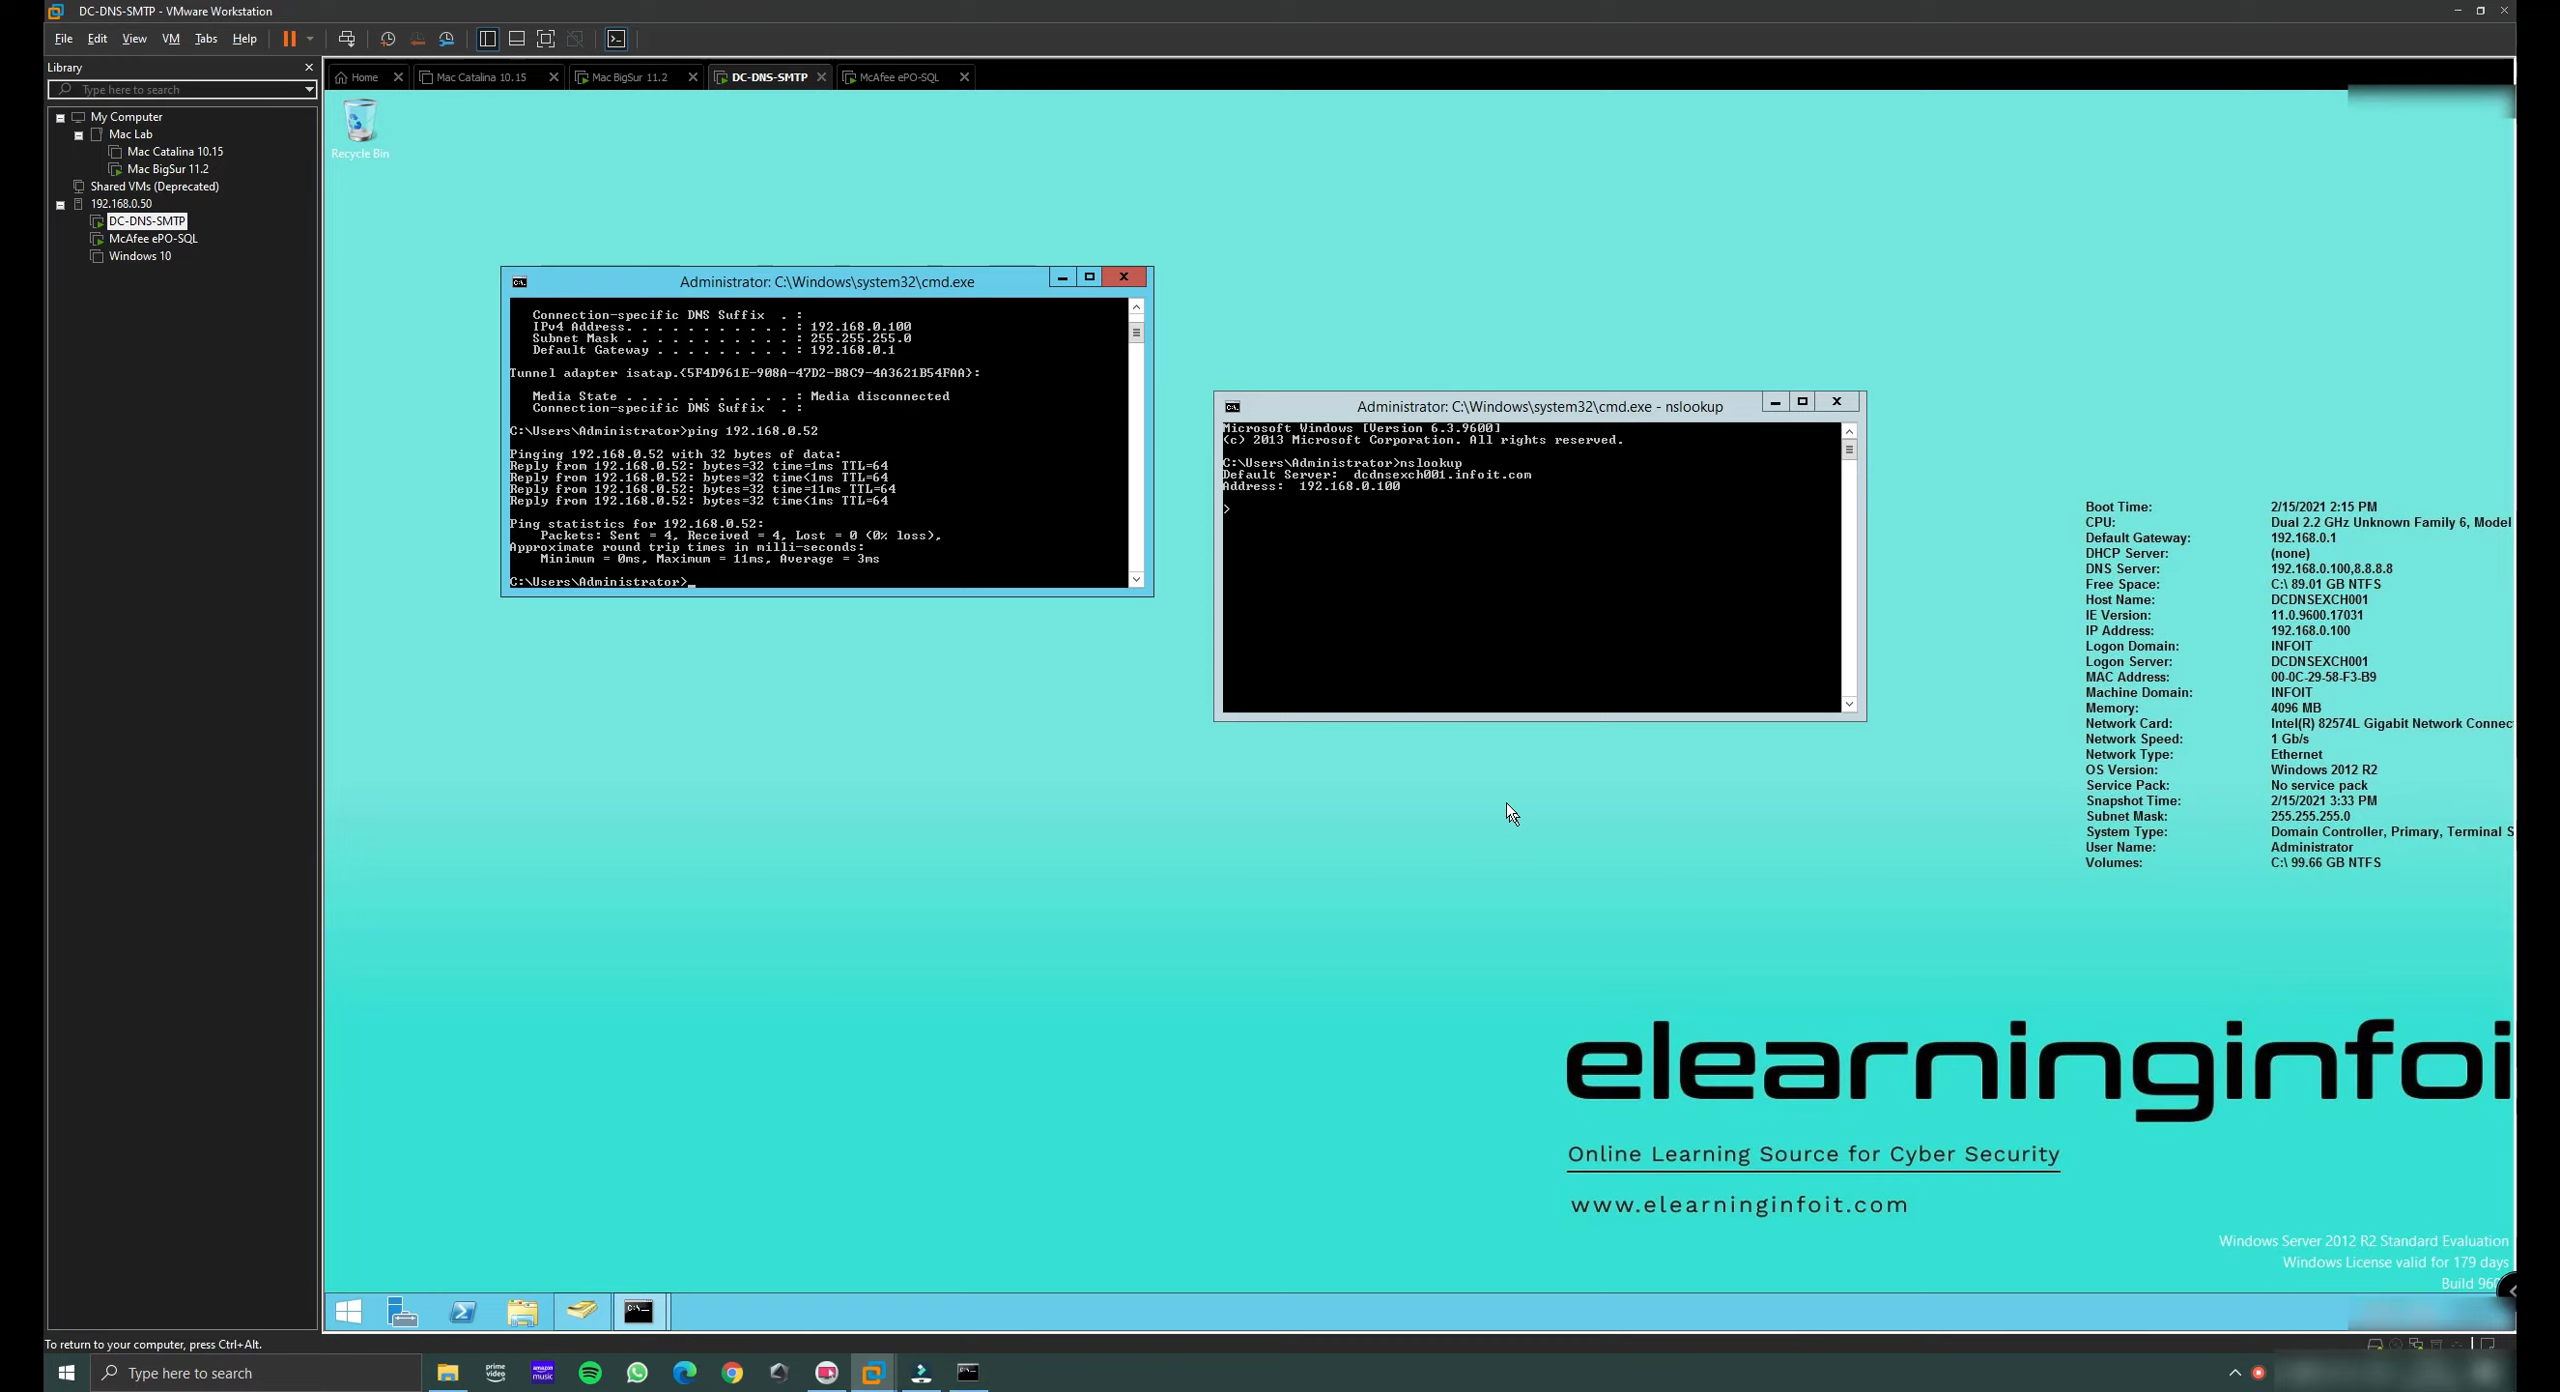 DC-DNS-SMTP - VMware Workstation
File Edit View VM Tabs Help
Library
Type here to search
My Computer
Mac Lab
Mac Catalina 10.15
Mac BigSur 11.2
Shared VMs (Deprecated)
192.168.0.50
DC-DNS-SMTP
McAfee ePO-SQL
Windows 10
Home
Mac Catalina 10.15
Mac BigSur 11.2
DC-DNS-SMTP
McAfee ePO-SQL
Recycle Bin
Administrator: C:\Windows\system32\cmd.exe
Connection-specific DNS Suffix . :
IPv4 Address. . . . . . . . . . . : 192.168.0.100
Subnet Mask . . . . . . . . . . . : 255.255.255.0
Default Gateway . . . . . . . . . : 192.168.0.1
Tunnel adapter isatap.{5F4D961E-908A-47D2-B8C9-4A3621B54FAA}:
Media State . . . . . . . . . . . : Media disconnected
Connection-specific DNS Suffix . :
C:\Users\Administrator>ping 192.168.0.52
Pinging 192.168.0.52 with 32 bytes of data:
Reply from 192.168.0.52: bytes=32 time=1ms TTL=64
Reply from 192.168.0.52: bytes=32 time<1ms TTL=64
Reply from 192.168.0.52: bytes=32 time=11ms TTL=64
Reply from 192.168.0.52: bytes=32 time<1ms TTL=64
Ping statistics for 192.168.0.52:
Packets: Sent = 4, Received = 4, Lost = 0 (0% loss),
Approximate round trip times in milli-seconds:
Minimum = 0ms, Maximum = 11ms, Average = 3ms
C:\Users\Administrator>_
Administrator: C:\Windows\system32\cmd.exe - nslookup
Microsoft Windows [Version 6.3.9600]
(c) 2013 Microsoft Corporation. All rights reserved.
C:\Users\Administrator>nslookup
Default Server: dcdnsexch001.infoit.com
Address: 192.168.0.100
>
Boot Time: 2/15/2021 2:15 PM
CPU: Dual 2.2 GHz Unknown Family 6, Model
Default Gateway: 192.168.0.1
DHCP Server: (none)
DNS Server: 192.168.0.100,8.8.8.8
Free Space: C:\ 89.01 GB NTFS
Host Name: DCDNSEXCH001
IE Version: 11.0.9600.17031
IP Address: 192.168.0.100
Logon Domain: INFOIT
Logon Server: DCDNSEXCH001
MAC Address: 00-0C-29-58-F3-B9
Machine Domain: INFOIT
Memory: 4096 MB
Network Card: Intel(R) 82574L Gigabit Network Connec
Network Speed: 1 Gb/s
Network Type: Ethernet
OS Version: Windows 2012 R2
Service Pack: No service pack
Snapshot Time: 2/15/2021 3:33 PM
Subnet Mask: 255.255.255.0
System Type: Domain Controller, Primary, Terminal S
User Name: Administrator
Volumes: C:\ 99.66 GB NTFS
elearninginfoi
Online Learning Source for Cyber Security
www.elearninginfoit.com
Windows Server 2012 R2 Standard Evaluation
Windows License valid for 179 days
Build 960
To return to your computer, press Ctrl+Alt.
Type here to search
prime video
amazon music